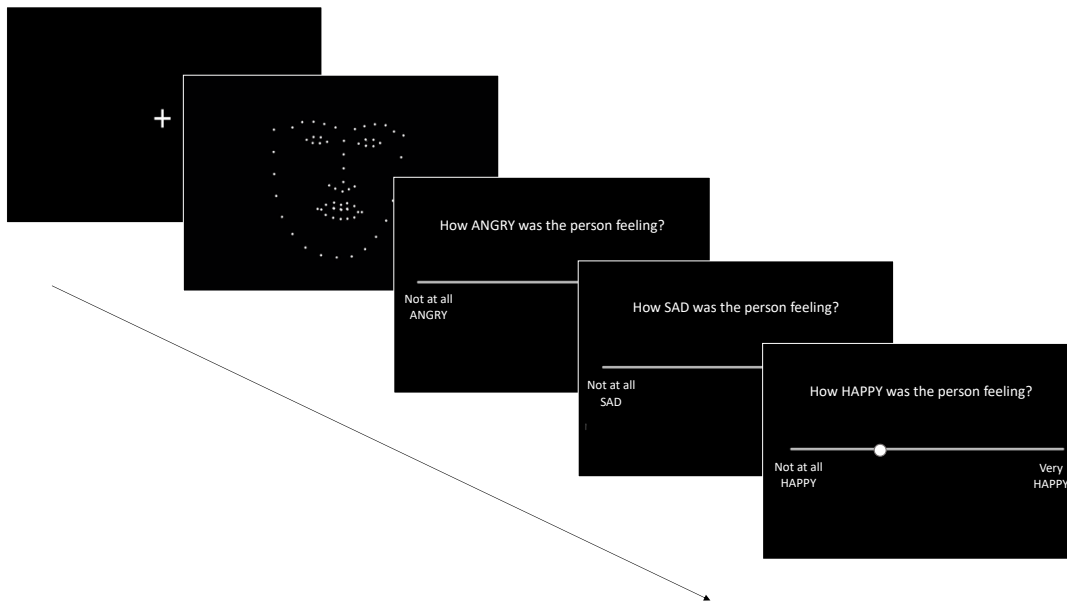 How ANGRY was the person feeling?
Not at all
ANGRY
How SAD was the person feeling?
Not at all
SAD
How HAPPY was the person feeling?
Not at all
HAPPY
Very
HAPPY